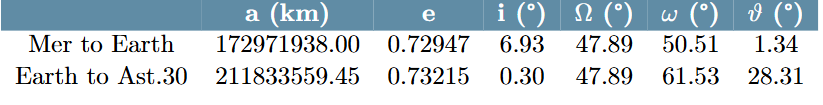 a (km) e i (°) Ω (°) ω (°) ϑ (°)
Mer to Earth 172971938.00 0.72947 6.93 47.89 50.51 1.34
Earth to Ast.30 211833559.45 0.73215 0.30 47.89 61.53 28.31